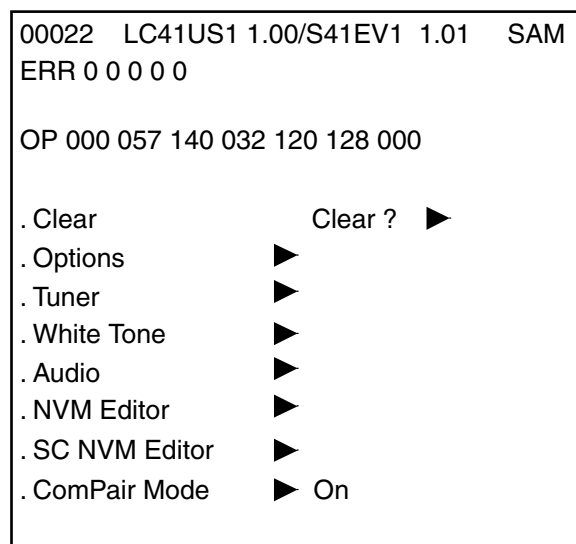 00022 LC41US1 1.00/S41EV1 1.01 SAM
ERR 0 0 0 0 0
OP 000 057 140 032 120 128 000
. Clear Clear ? ▶
. Options ▶
. Tuner ▶
. White Tone ▶
. Audio ▶
. NVM Editor ▶
. SC NVM Editor ▶
. ComPair Mode ▶ On